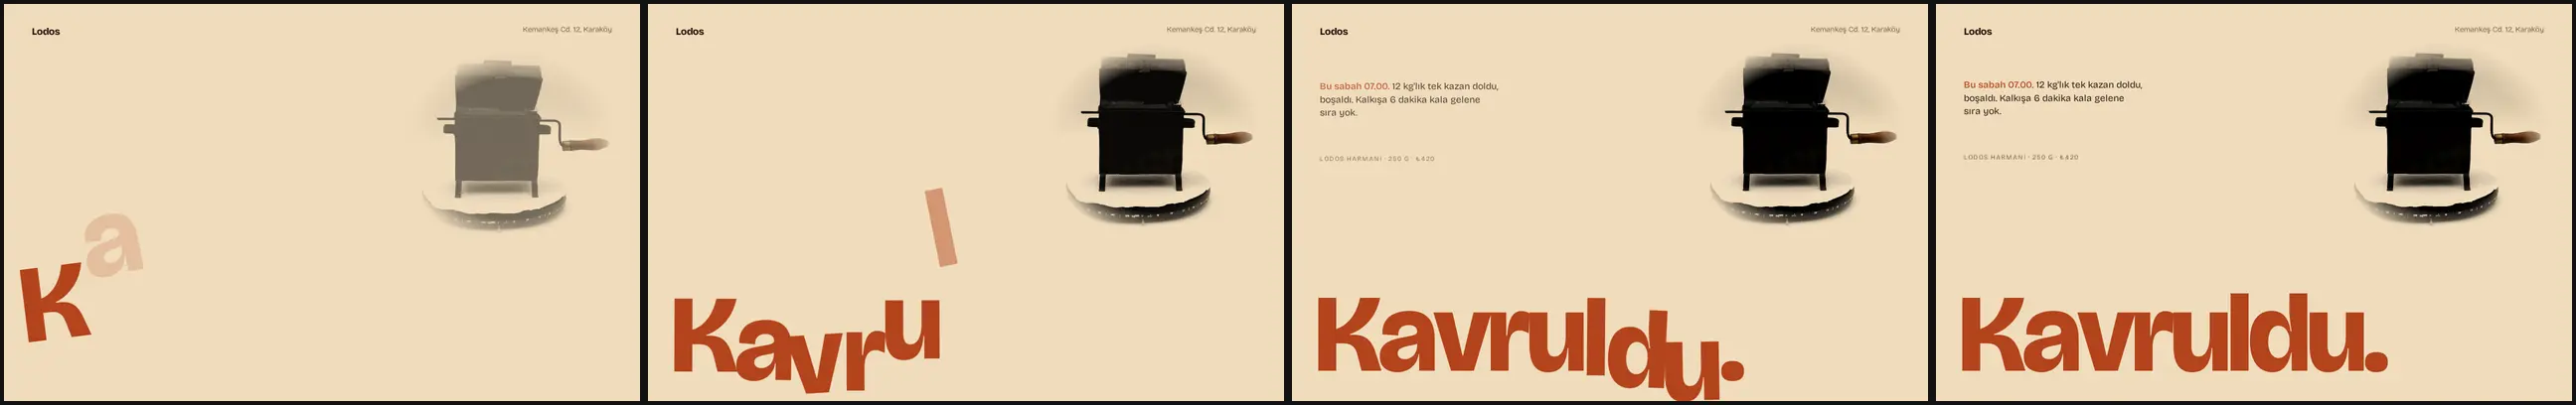 Lodos
Kemankeş Cd. 12, Karaköy
Ka
Lodos
Kemankeş Cd. 12, Karaköy
Kavrul
Lodos
Kemankeş Cd. 12, Karaköy
Bu sabah 07.00. 12 kg'lık tek kazan doldu,
boşaldı. Kalkışa 6 dakika kala gelene
sıra yok.
LODOS HARMANI · 250 G · ₺420
Kavruldu.
Lodos
Kemankeş Cd. 12, Karaköy
Bu sabah 07.00. 12 kg'lık tek kazan doldu,
boşaldı. Kalkışa 6 dakika kala gelene
sıra yok.
LODOS HARMANI · 250 G · ₺420
Kavruldu.